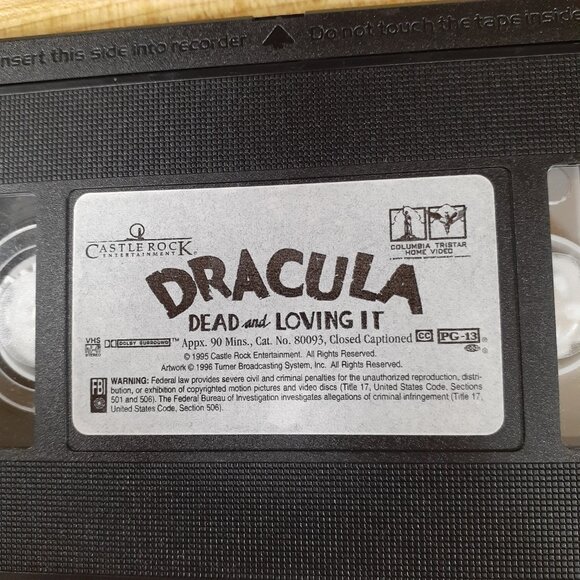 Insert this side into recorder
Do not touch the tape inside
CASTLE ROCK
ENTERTAINMENT
COLUMBIA TRISTAR
HOME VIDEO
DRACULA
DEAD and LOVING IT
VHS DOLBY SURROUND ™ Appx. 90 Mins., Cat. No. 80093, Closed Captioned CC PG-13 ®
© 1995 Castle Rock Entertainment. All Rights Reserved.
Artwork © 1996 Turner Broadcasting System, Inc. All Rights Reserved.
FBI WARNING: Federal law provides severe civil and criminal penalties for the unauthorized reproduction, distri-
bution, or exhibition of copyrighted motion pictures and video discs (Title 17, United States Code, Sections
501 and 506). The Federal Bureau of Investigation investigates allegations of criminal infringement (Title 17,
United States Code, Section 506).